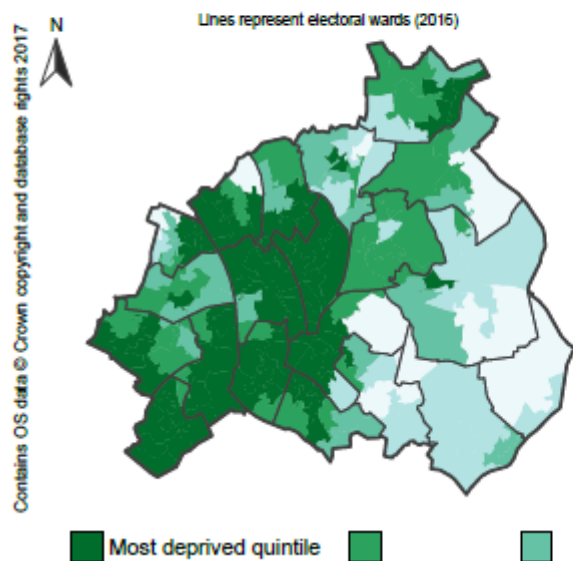 Lines represent electoral wards (2016)
N
Contains OS data © Crown copyright and database rights 2017
Most deprived quintile